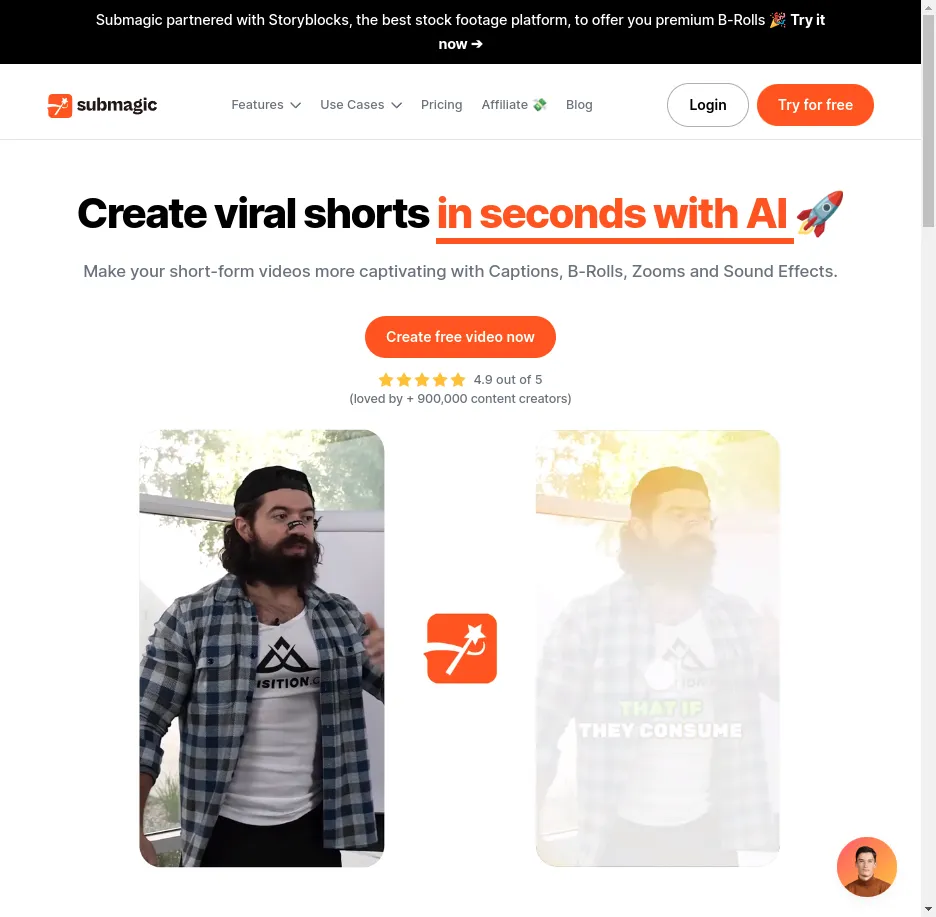 Submagic partnered with Storyblocks, the best stock footage platform, to offer you premium B-Rolls 🎉 Try it
now ➔
submagic
Features
Use Cases
Pricing
Affiliate 💸
Blog
Login
Try for free
Create viral shorts in seconds with AI 🚀
Make your short-form videos more captivating with Captions, B-Rolls, Zooms and Sound Effects.
Create free video now
4.9 out of 5
(loved by + 900,000 content creators)
THAT IF
THEY CONSUME